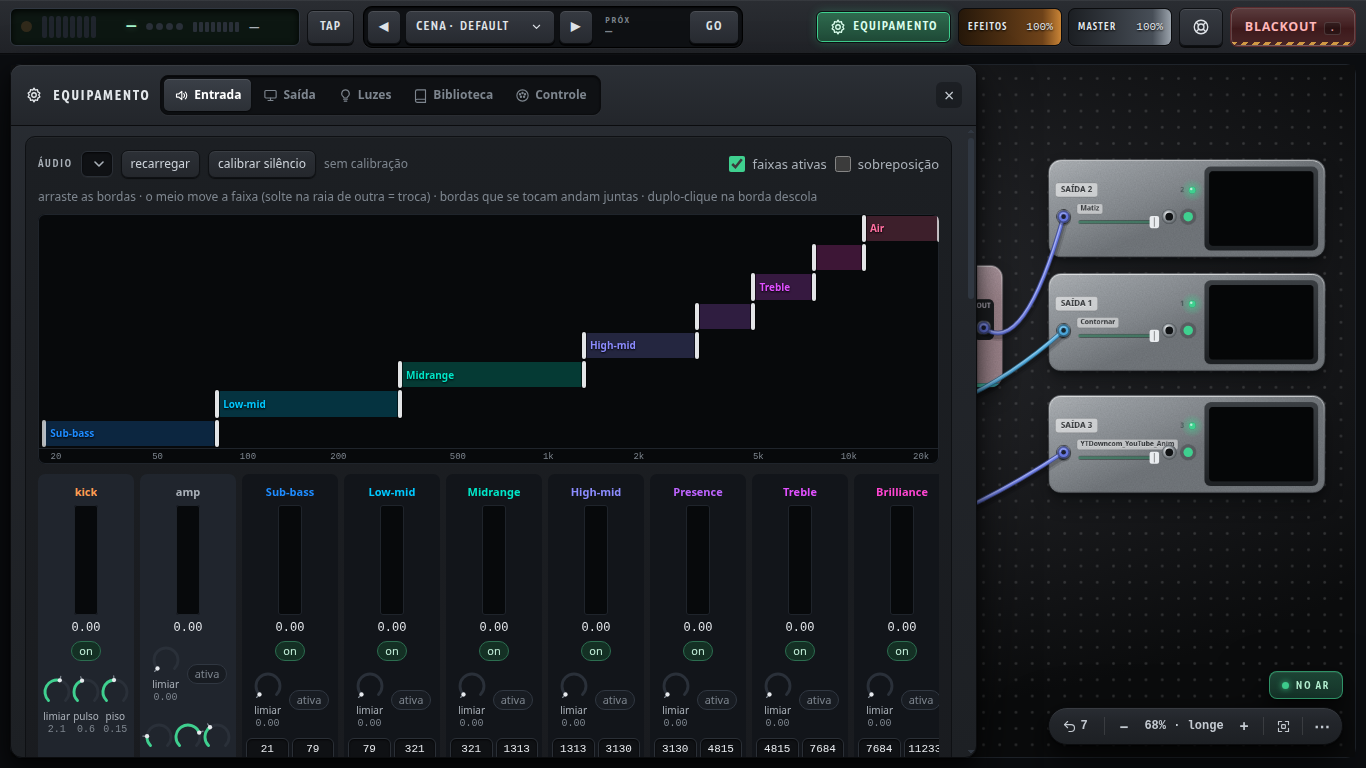 TAP
CENA · DEFAULT
PRÓX
—
GO
EQUIPAMENTO
EFEITOS 100%
MASTER 100%
BLACKOUT .
EQUIPAMENTO
Entrada
Saída
Luzes
Biblioteca
Controle
ÁUDIO
recarregar
calibrar silêncio
sem calibração
faixas ativas
sobreposição
arraste as bordas · o meio move a faixa (solte na raia de outra = troca) · bordas que se tocam andam juntas · duplo-clique na borda descola
Air
Treble
High-mid
Midrange
Low-mid
Sub-bass
20 50 100 200 500 1k 2k 5k 10k 20k
kick amp Sub-bass Low-mid Midrange High-mid Presence Treble Brilliance
0.00 0.00 0.00 0.00 0.00 0.00 0.00 0.00 0.00
on on on on on on on on
ativa ativa ativa ativa ativa ativa ativa ativa
limiar pulso piso limiar limiar limiar limiar limiar limiar limiar limiar
2.1 0.6 0.15 0.00 0.00 0.00 0.00 0.00 0.00 0.00 0.00
21 79 79 321 321 1313 1313 3130 3130 4815 4815 7684 7684 11233
SAÍDA 2
2
Matiz
OUT
SAÍDA 1
1
Contornar
SAÍDA 3
3
YTDowncom_YouTube_Anim
NO AR
7
68% · longe